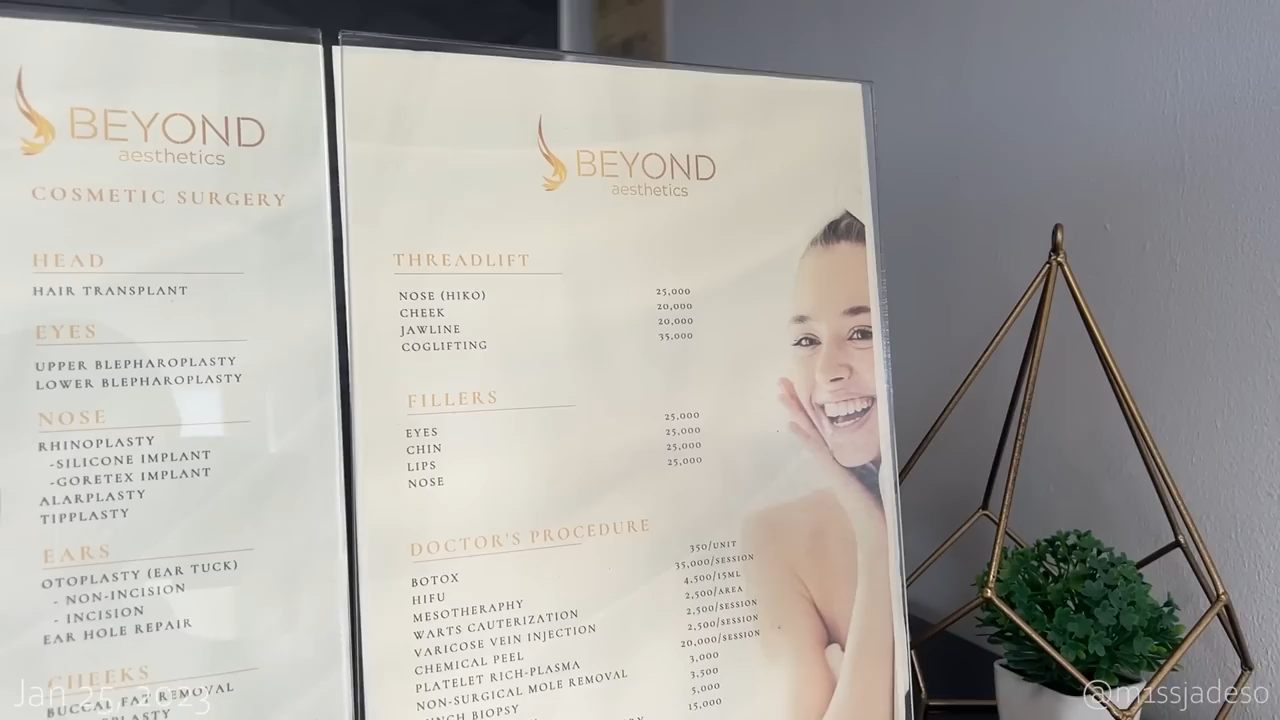 BEYOND
aesthetics
COSMETIC SURGERY
HEAD
HAIR TRANSPLANT
EYES
UPPER BLEPHAROPLASTY
LOWER BLEPHAROPLASTY
NOSE
RHINOPLASTY
-SILICONE IMPLANT
-GORETEX IMPLANT
ALARPLASTY
TIPPLASTY
EARS
OTOPLASTY (EAR TUCK)
- NON-INCISION
- INCISION
EAR HOLE REPAIR
CHEEKS
BUCCAL FAT REMOVAL
BEYOND
aesthetics
THREADLIFT
NOSE (HIKO) 25,000
CHEEK 20,000
JAWLINE 20,000
COGLIFTING 35,000
FILLERS
EYES 25,000
CHIN 25,000
LIPS 25,000
NOSE 25,000
DOCTOR'S PROCEDURE
BOTOX 350/UNIT
HIFU 35,000/SESSION
MESOTHERAPHY 4,500/15ML
WARTS CAUTERIZATION 2,500/AREA
VARICOSE VEIN INJECTION 2,500/SESSION
CHEMICAL PEEL 2,500/SESSION
PLATELET RICH-PLASMA 20,000/SESSION
NON-SURGICAL MOLE REMOVAL 3,000
BIOPSY 3,500
5,000
15,000
Jan 25, 2023
@m1ssjadeso